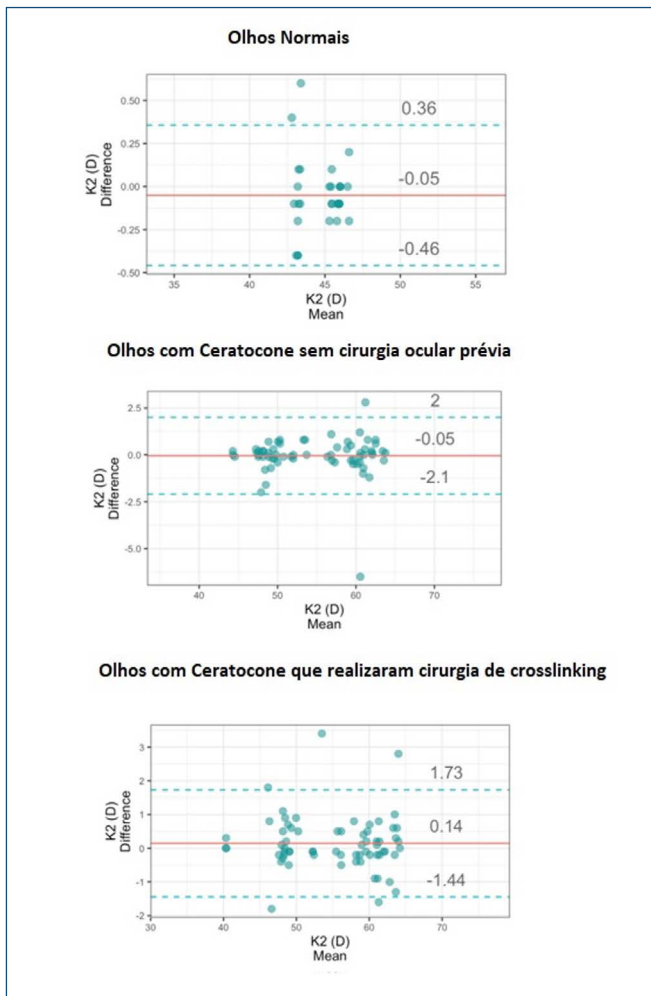 Olhos Normais
0.50
0.25
0.00
-0.25
-0.50
K2 (D)
Difference
0.36
-0.05
-0.46
35 40 45 50 55
K2 (D)
Mean
Olhos com Ceratocone sem cirurgia ocular prévia
2.5
0.0
-2.5
-5.0
K2 (D)
Difference
2
-0.05
-2.1
40 50 60 70
K2 (D)
Mean
Olhos com Ceratocone que realizaram cirurgia de crosslinking
3
2
1
0
-1
-2
K2 (D)
Difference
1.73
0.14
-1.44
30 40 50 60 70
K2 (D)
Mean